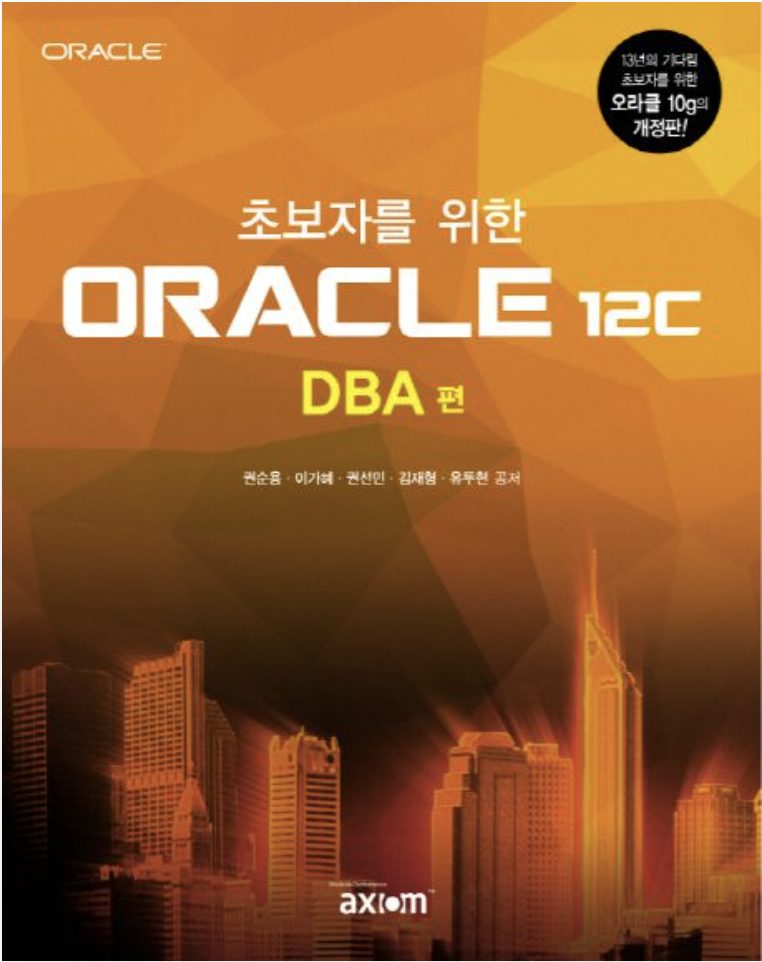 ORACLE
13년의 기다림
초보자를 위한
오라클 10g의
개정판!
초보자를 위한
ORACLE 12C
DBA 편
권순용 · 이가혜 · 권선민 · 김재형 · 유두현 공저
axiom™